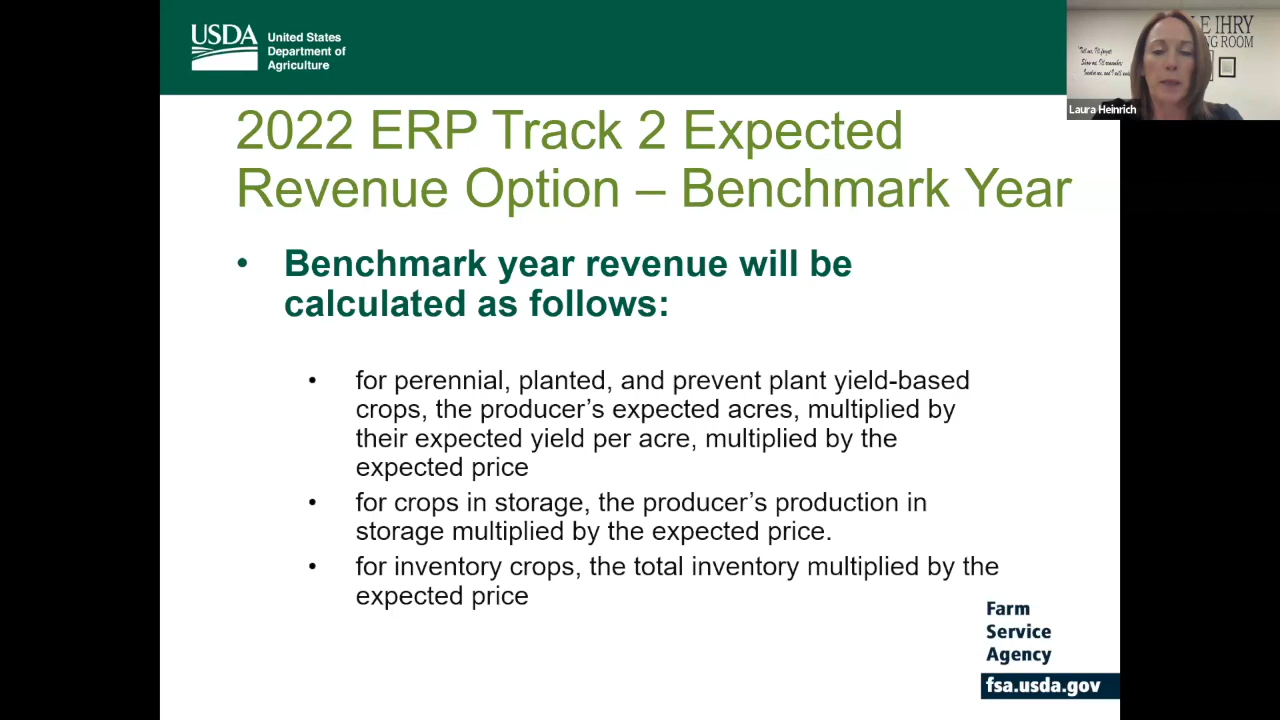 USDA
United States
Department of
Agriculture
LE IHRY
NG ROOM
Laura Heinrich
2022 ERP Track 2 Expected
Revenue Option – Benchmark Year
• Benchmark year revenue will be
calculated as follows:
• for perennial, planted, and prevent plant yield-based
crops, the producer’s expected acres, multiplied by
their expected yield per acre, multiplied by the
expected price
• for crops in storage, the producer’s production in
storage multiplied by the expected price.
• for inventory crops, the total inventory multiplied by the
expected price
Farm
Service
Agency
fsa.usda.gov